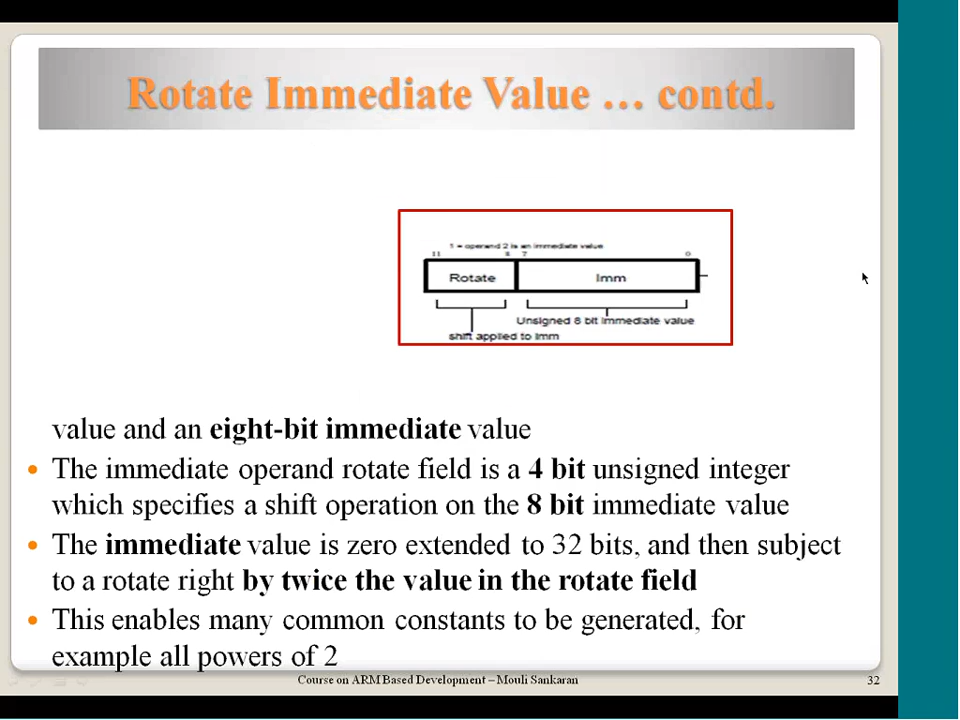 Rotate Immediate Value … contd.
1 = operand 2 is an immediate value
11 8 7 0
Rotate Imm
Unsigned 8 bit immediate value
shift applied to Imm
value and an eight-bit immediate value
• The immediate operand rotate field is a 4 bit unsigned integer
which specifies a shift operation on the 8 bit immediate value
• The immediate value is zero extended to 32 bits, and then subject
to a rotate right by twice the value in the rotate field
• This enables many common constants to be generated, for
example all powers of 2
Course on ARM Based Development – Mouli Sankaran 32